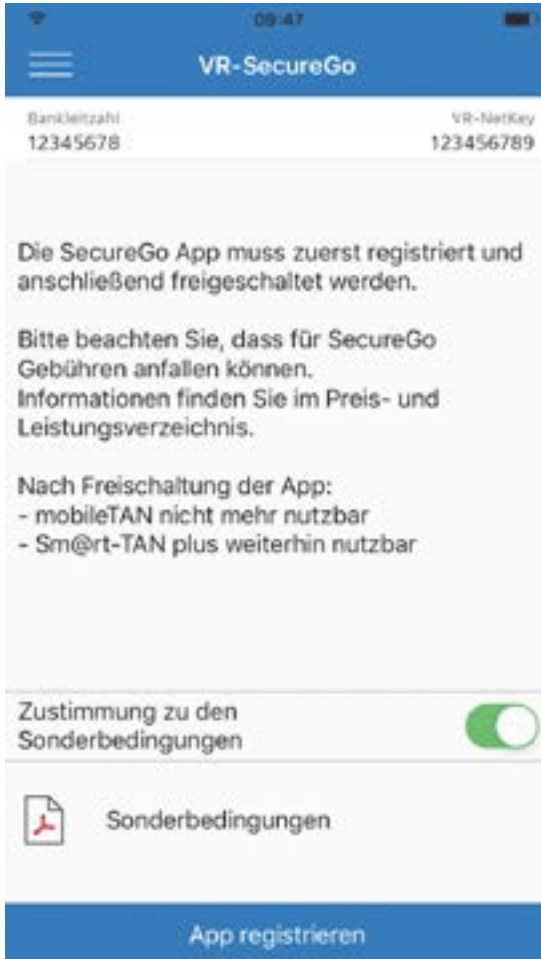 09:47
VR-SecureGo
Bankleitzahl VR-NetKey
12345678 123456789
Die SecureGo App muss zuerst registriert und
anschließend freigeschaltet werden.
Bitte beachten Sie, dass für SecureGo
Gebühren anfallen können.
Informationen finden Sie im Preis- und
Leistungsverzeichnis.
Nach Freischaltung der App:
- mobileTAN nicht mehr nutzbar
- Sm@rt-TAN plus weiterhin nutzbar
Zustimmung zu den
Sonderbedingungen
Sonderbedingungen
App registrieren